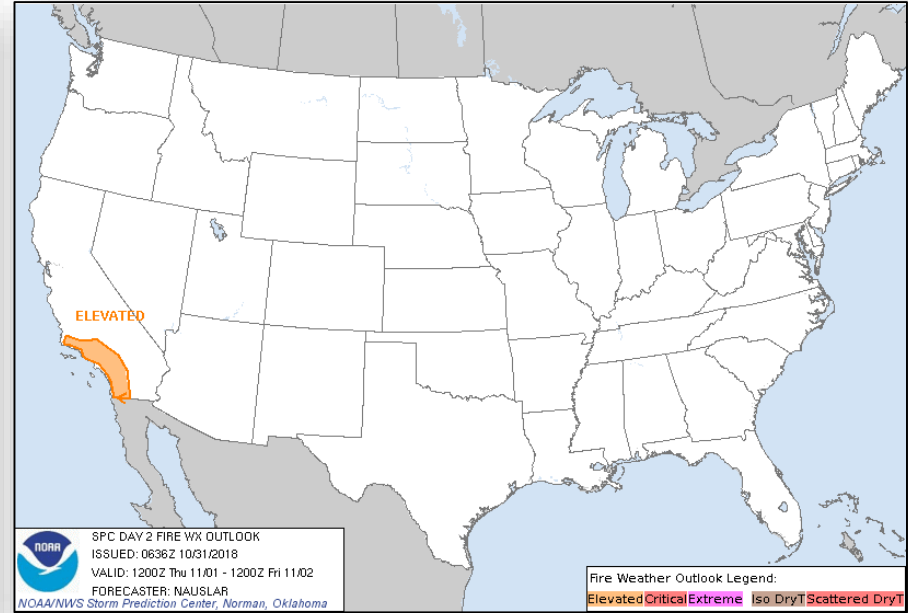 ELEVATED
NOAA
SPC DAY 2 FIRE WX OUTLOOK
ISSUED: 0636Z 10/31/2018
VALID: 1200Z Thu 11/01 - 1200Z Fri 11/02
FORECASTER: NAUSLAR
NOAA/NWS Storm Prediction Center, Norman, Oklahoma
Fire Weather Outlook Legend:
Elevated Critical Extreme Iso DryT Scattered DryT